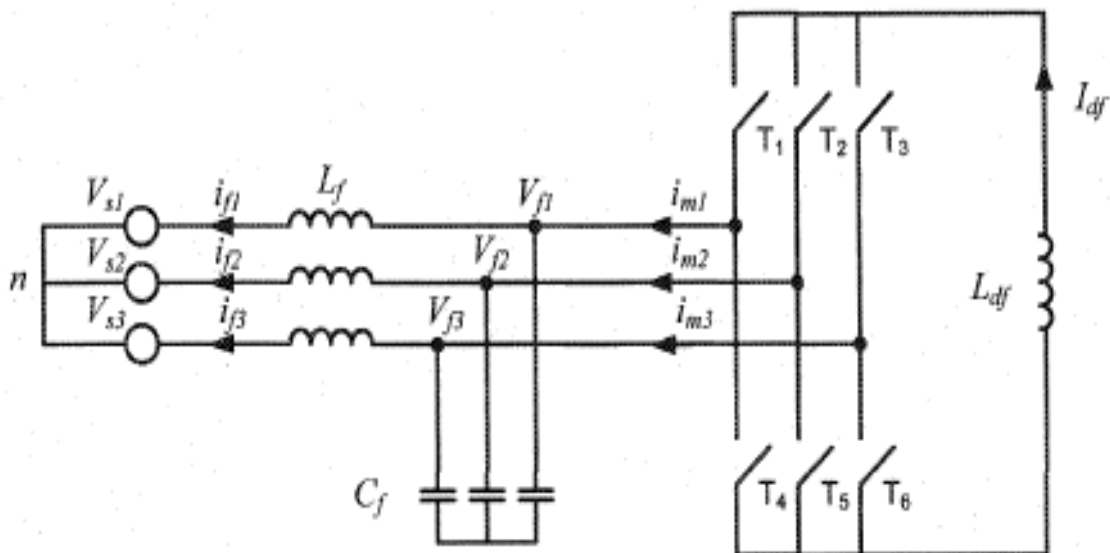 I_df
T_1 T_2 T_3
V_s1 i_f1 L_f V_f1 i_m1
V_s2 i_f2 V_f2 i_m2
n
L_df
V_s3 i_f3 V_f3 i_m3
C_f
T_4 T_5 T_6